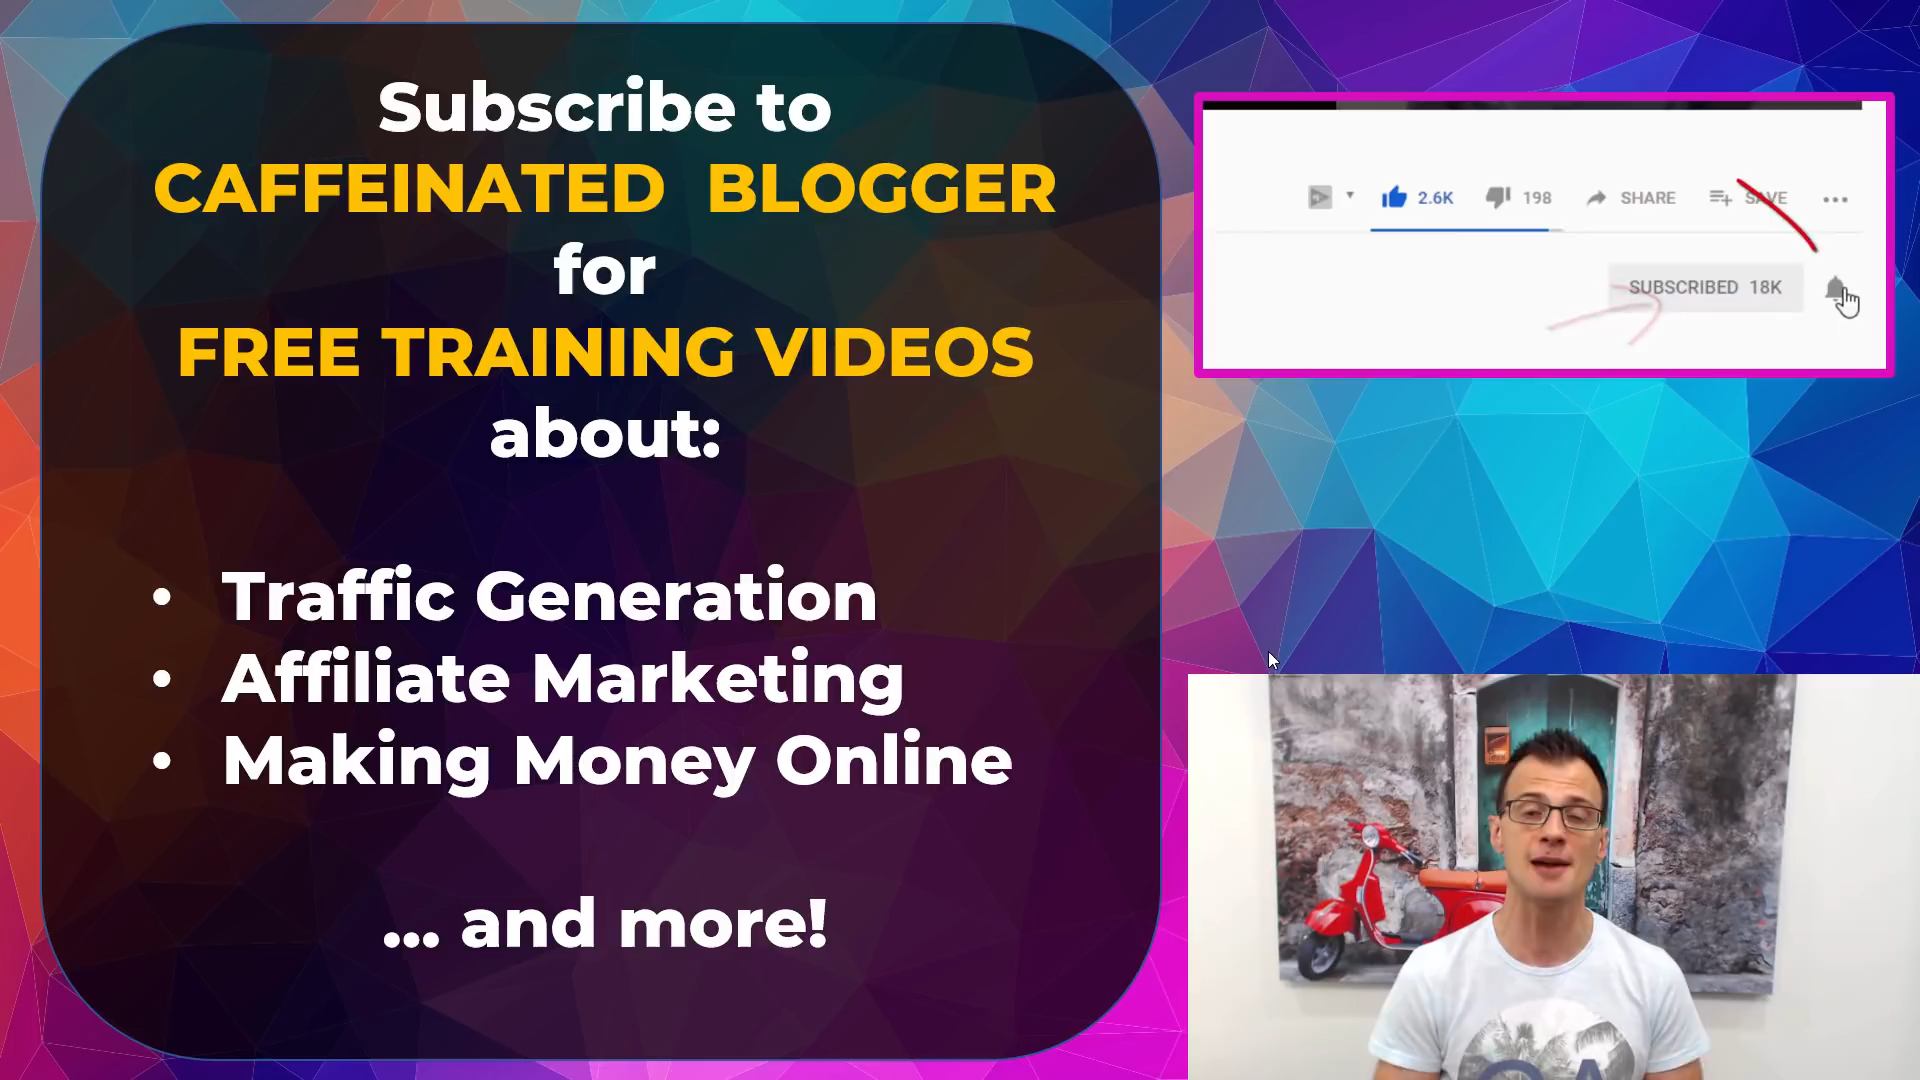 Subscribe to
CAFFEINATED BLOGGER
for
FREE TRAINING VIDEOS
about:
• Traffic Generation
• Affiliate Marketing
• Making Money Online
... and more!
2.6K 198 SHARE SAVE
SUBSCRIBED 18K